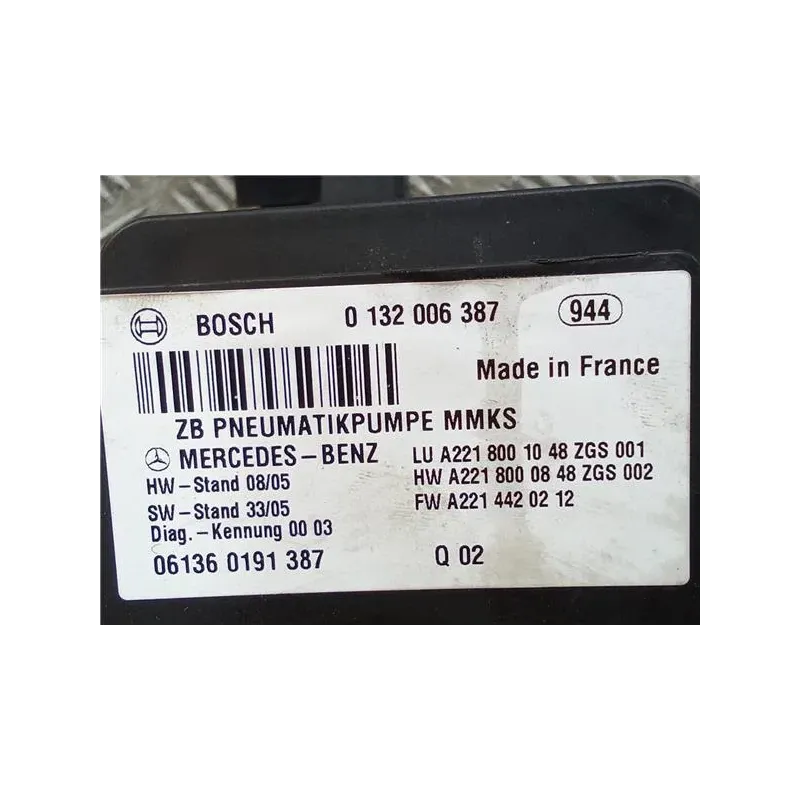 BOSCH 0 132 006 387 944
Made in France
ZB PNEUMATIKPUMPE MMKS
MERCEDES-BENZ LU A221 800 10 48 ZGS 001
HW-Stand 08/05 HW A221 800 08 48 ZGS 002
SW-Stand 33/05 FW A221 442 02 12
Diag.-Kennung 00 03
06136 0191 387 Q 02